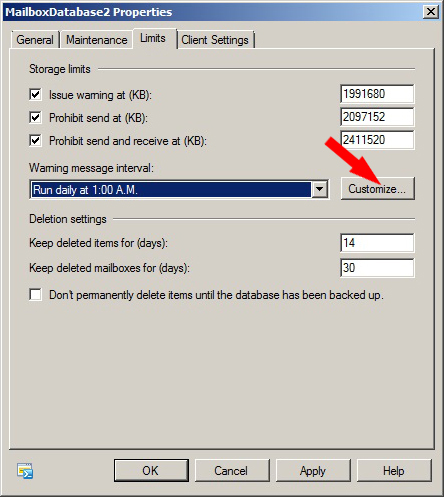 MailboxDatabase2 Properties
General Maintenance Limits Client Settings
Storage limits
Issue warning at (KB): 1991680
Prohibit send at (KB): 2097152
Prohibit send and receive at (KB): 2411520
Warning message interval:
Run daily at 1:00 A.M. Customize...
Deletion settings
Keep deleted items for (days): 14
Keep deleted mailboxes for (days): 30
Don't permanently delete items until the database has been backed up.
OK Cancel Apply Help